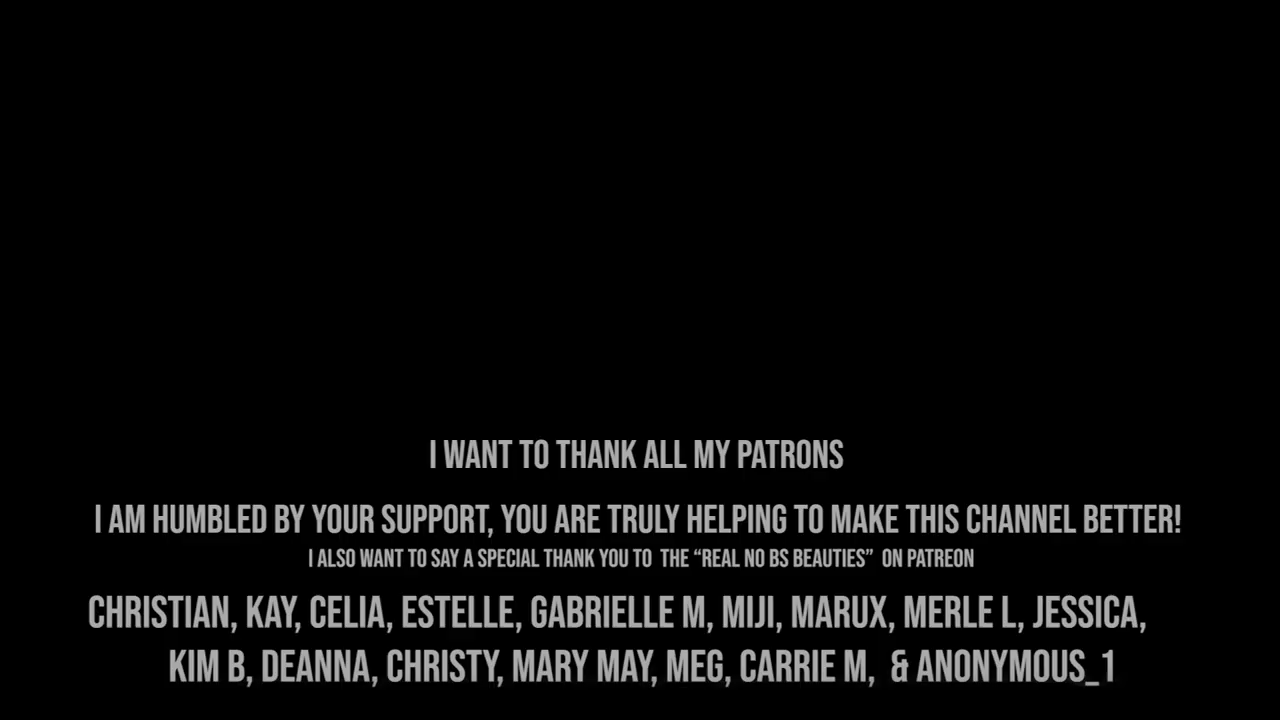 I WANT TO THANK ALL MY PATRONS
I AM HUMBLED BY YOUR SUPPORT, YOU ARE TRULY HELPING TO MAKE THIS CHANNEL BETTER!
I ALSO WANT TO SAY A SPECIAL THANK YOU TO THE “REAL NO BS BEAUTIES” ON PATREON
CHRISTIAN, KAY, CELIA, ESTELLE, GABRIELLE M, MIJI, MARUX, MERLE L, JESSICA,
KIM B, DEANNA, CHRISTY, MARY MAY, MEG, CARRIE M, & ANONYMOUS_1